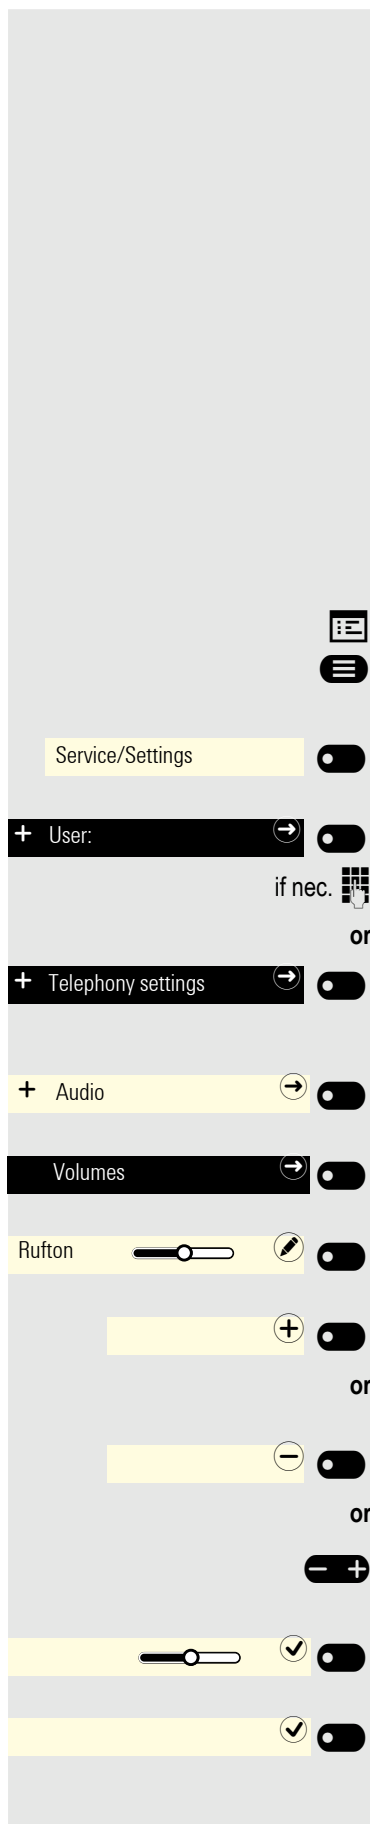 Service/Settings
+ User:
if nec.
or
+ Telephony settings
+ Audio
Volumes
Rufton
or
or